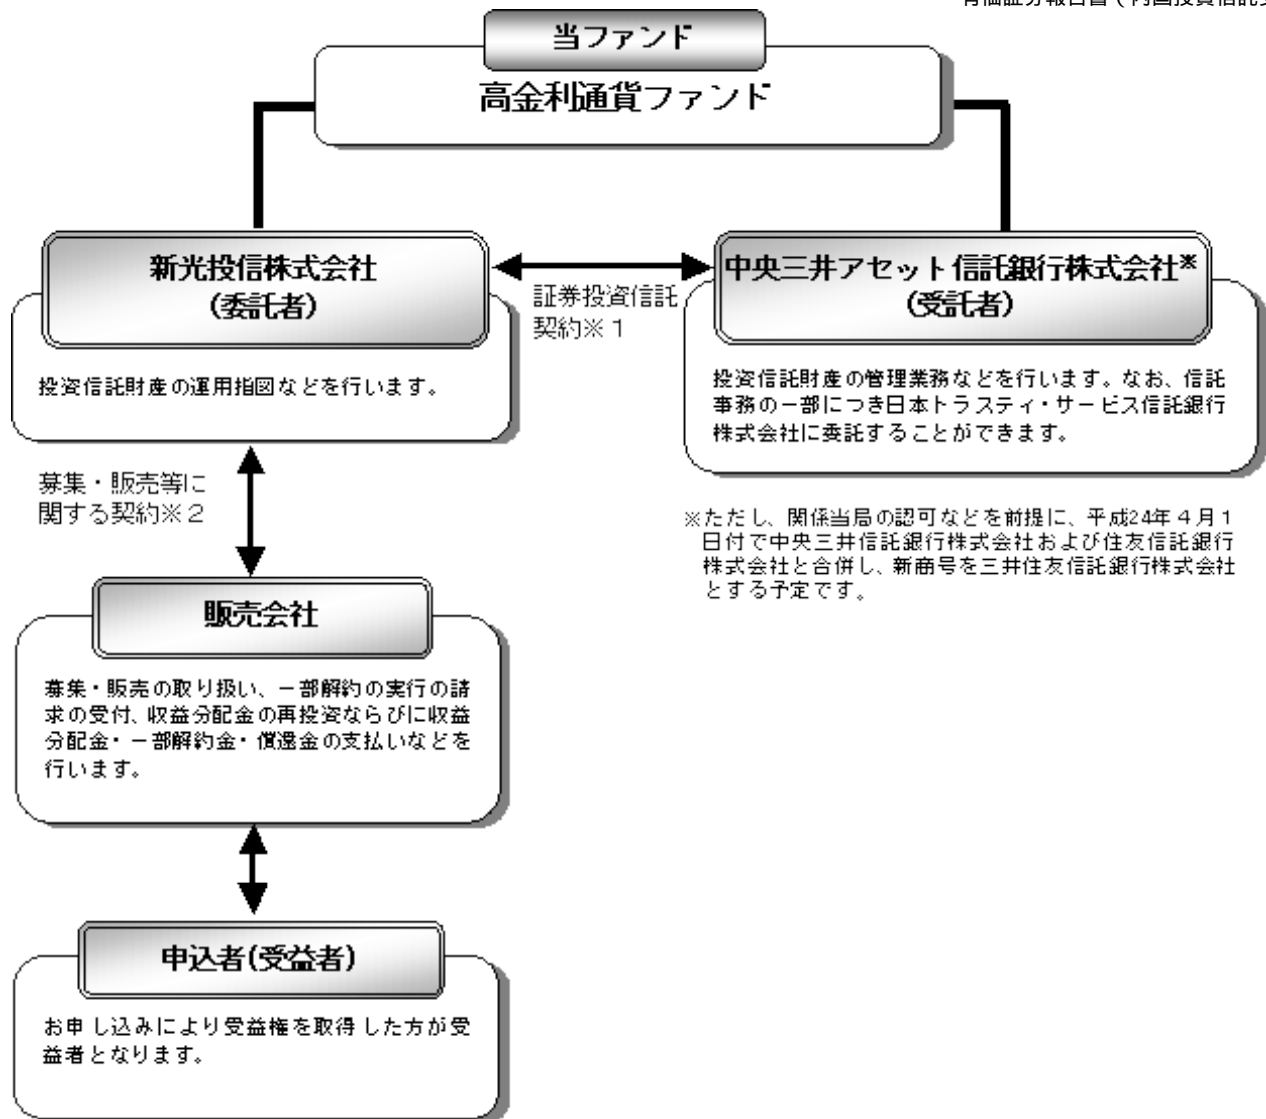 当ファンド
高金利通貨ファンド
新光投信株式会社
(委託者)
投資信託財産の運用指図などを行います。
証券投資信託
契約※1
中央三井アセット信託銀行株式会社※
(受託者)
投資信託財産の管理業務などを行います。なお、信託
事務の一部につき日本トラスティ・サービス信託銀行
株式会社に委託することができます。
※ただし、関係当局の認可などを前提に、平成24年4月1
日付で中央三井信託銀行株式会社および住友信託銀行
株式会社と合併し、新商号を三井住友信託銀行株式会社
とする予定です。
募集・販売等に
関する契約※2
販売会社
募集・販売の取り扱い、一部解約の実行の請
求の受付、収益分配金の再投資ならびに収益
分配金・一部解約金・償還金の支払いなどを
行います。
申込者(受益者)
お申し込みにより受益権を取得した方が受
益者となります。